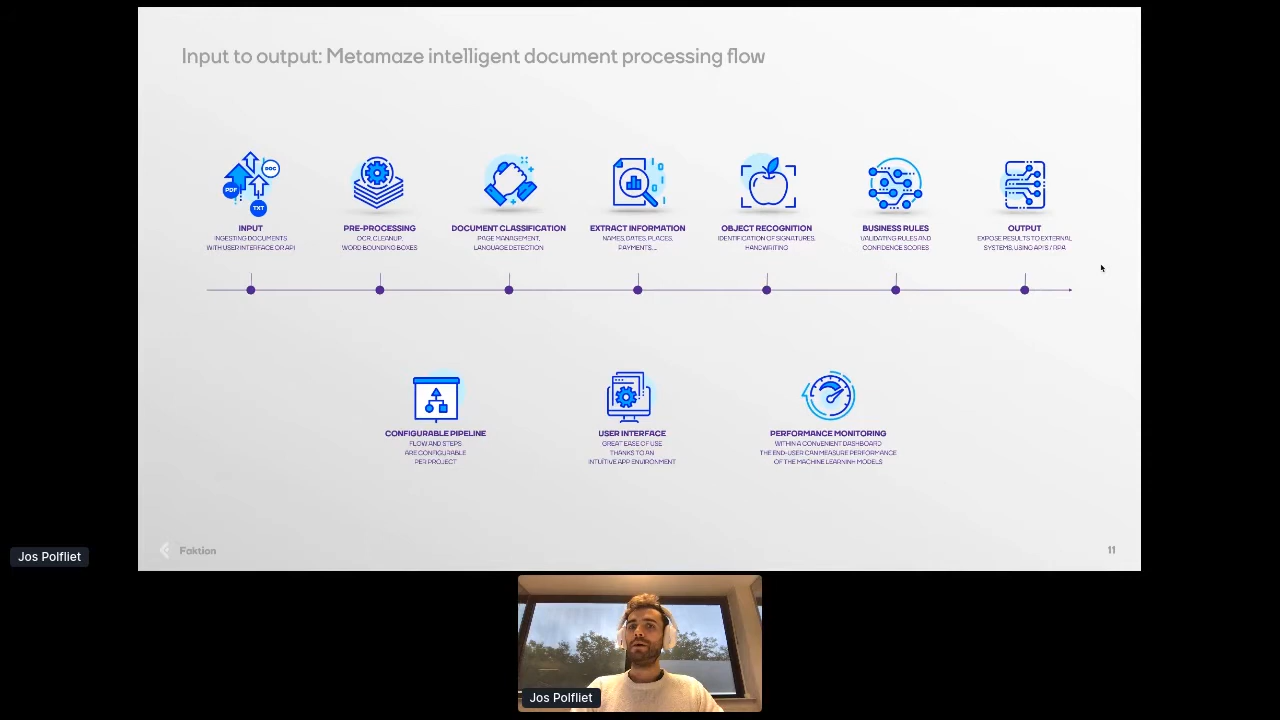 Input to output: Metamaze intelligent document processing flow
PDF
DOC
TXT
INPUT
INGESTING DOCUMENTS
WITH USER INTERFACE OR API
PRE-PROCESSING
OCR, CLEANUP,
WORD BOUNDING BOXES
DOCUMENT CLASSIFICATION
PAGE MANAGEMENT,
LANGUAGE DETECTION
EXTRACT INFORMATION
NAMES, DATES, PLACES,
PAYMENTS...
OBJECT RECOGNITION
IDENTIFICATION OF SIGNATURES,
HANDWRITING
BUSINESS RULES
VALIDATING RULES AND
CONFIDENCE SCORES
OUTPUT
EXPOSE RESULTS TO EXTERNAL
SYSTEMS, USING API'S / RPA
CONFIGURABLE PIPELINE
FLOW AND STEPS
ARE CONFIGURABLE
PER PROJECT
USER INTERFACE
GREAT EASE OF USE
THANKS TO AN
INTUÏTIVE APP ENVIRONMENT
PERFORMANCE MONITORING
WITHIN A CONVENIENT DASHBOARD
THE END-USER CAN MEASURE PERFORMANCE
OF THE MACHINE LEARNINH MODELS
Faktion
11
Jos Polfliet
Jos Polfliet